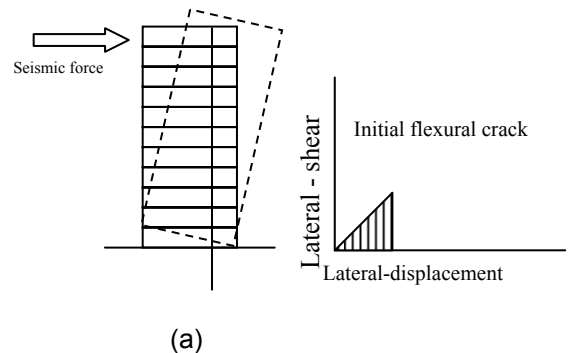 Seismic force
Initial flexural crack
Lateral - shear
Lateral-displacement
(a)